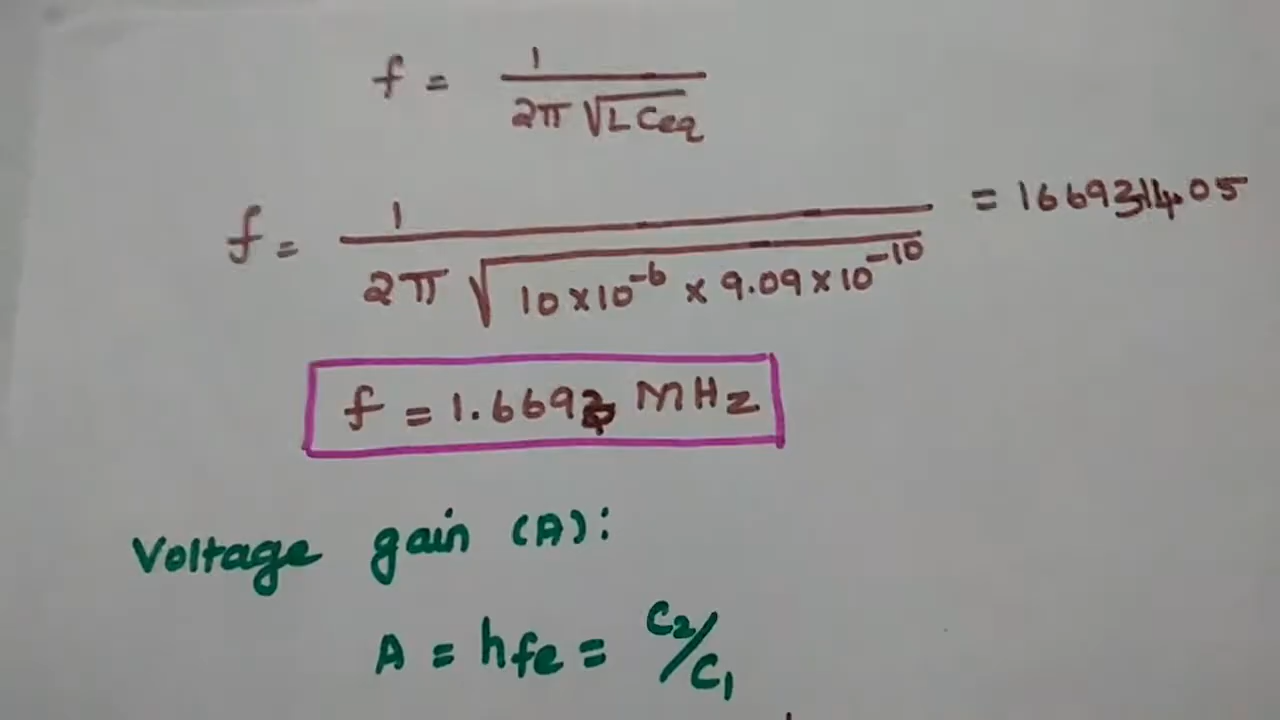 f = 1 / 2π √LCeq
f = 1 / 2π √10×10⁻⁶ × 9.09×10⁻¹⁰ = 1669314.05
f = 1.6693 MHz
Voltage gain (A):
A = hfe = C₂/C₁